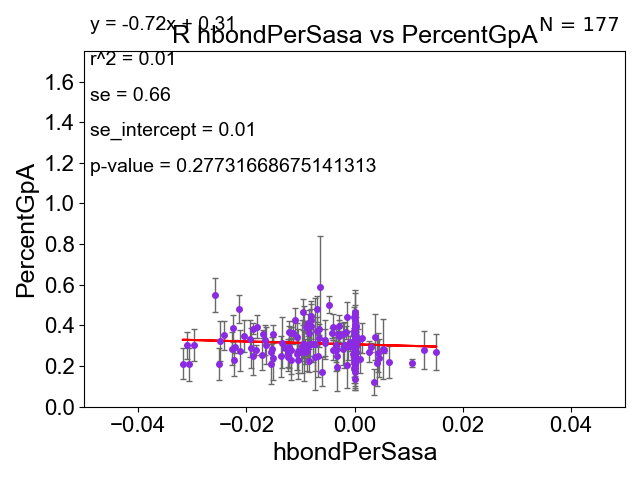 y = -0.72x + 0.31
N = 177
R hbondPerSasa vs PercentGpA
r^2 = 0.01
se = 0.66
se_intercept = 0.01
p-value = 0.27731668675141313
PercentGpA
1.6
1.4
1.2
1.0
0.8
0.6
0.4
0.2
0.0
−0.04 −0.02 0.00 0.02 0.04
hbondPerSasa